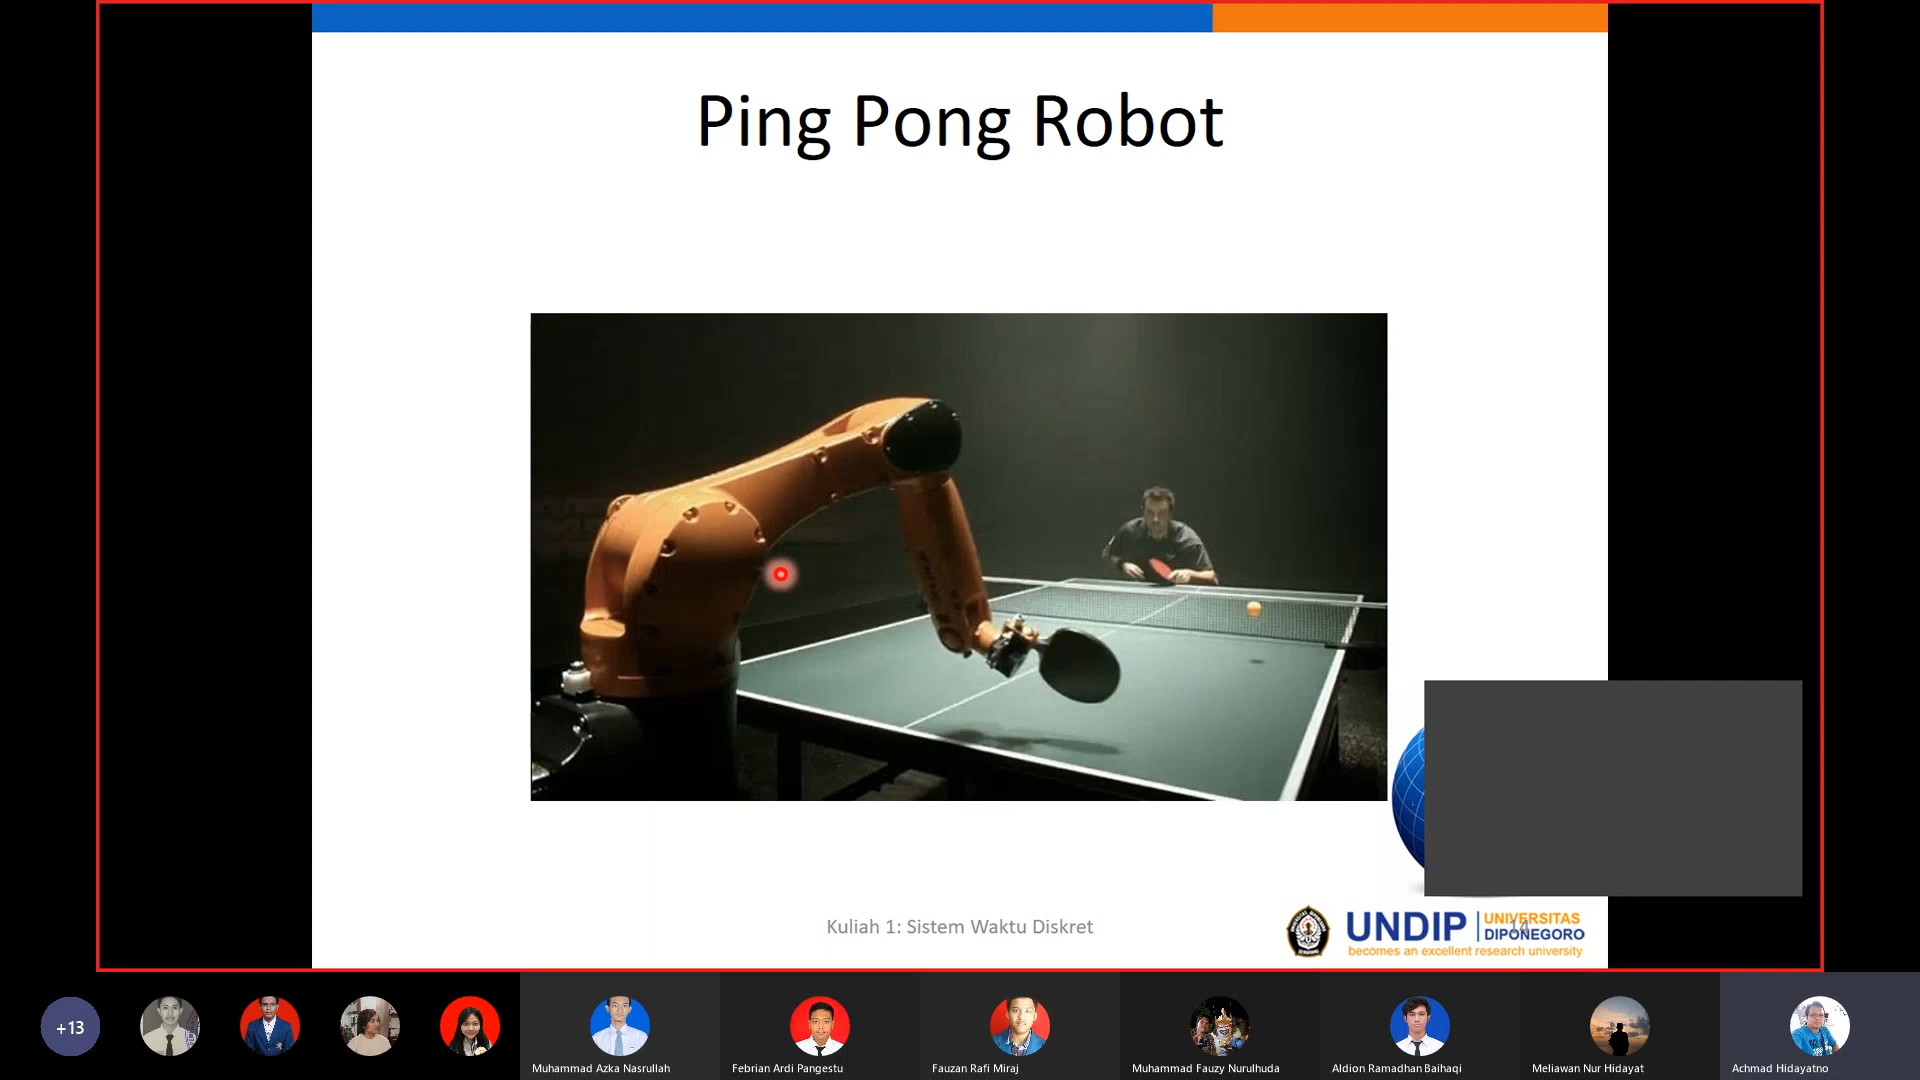 Ping Pong Robot
Kuliah 1: Sistem Waktu Diskret
UNDIP
UNIVERSITAS
DIPONEGORO
becomes an excellent research university
14
+13
Muhammad Azka Nasrullah
Febrian Ardi Pangestu
Fauzan Rafi Miraj
Muhammad Fauzy Nurulhuda
Aldion Ramadhan Baihaqi
Meliawan Nur Hidayat
Achmad Hidayatno